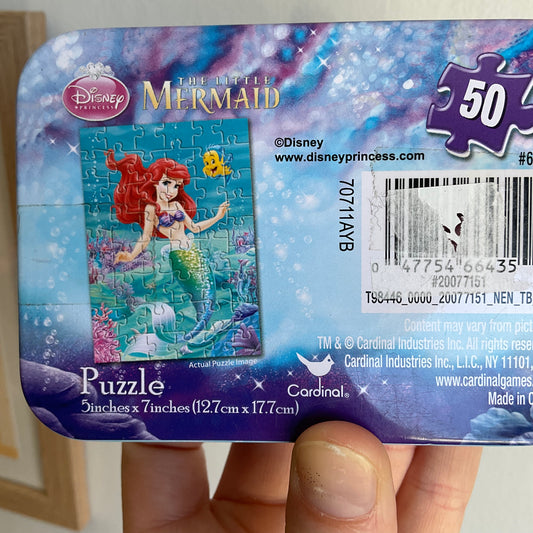 Disney
PRINCESS
THE LITTLE
MERMAID
50
©Disney
www.disneyprincess.com
#6
70711AYB
0 47754 66435
#20077151
T98446_0000_20077151_NEN_TB
Actual Puzzle Image
Puzzle
5inches x 7inches (12.7cm x 17.7cm)
Cardinal®
Content may vary from pict
TM & © Cardinal Industries Inc. All rights rese
Cardinal Industries Inc., L.I.C., NY 11101,
www.cardinalgames.
Made in C